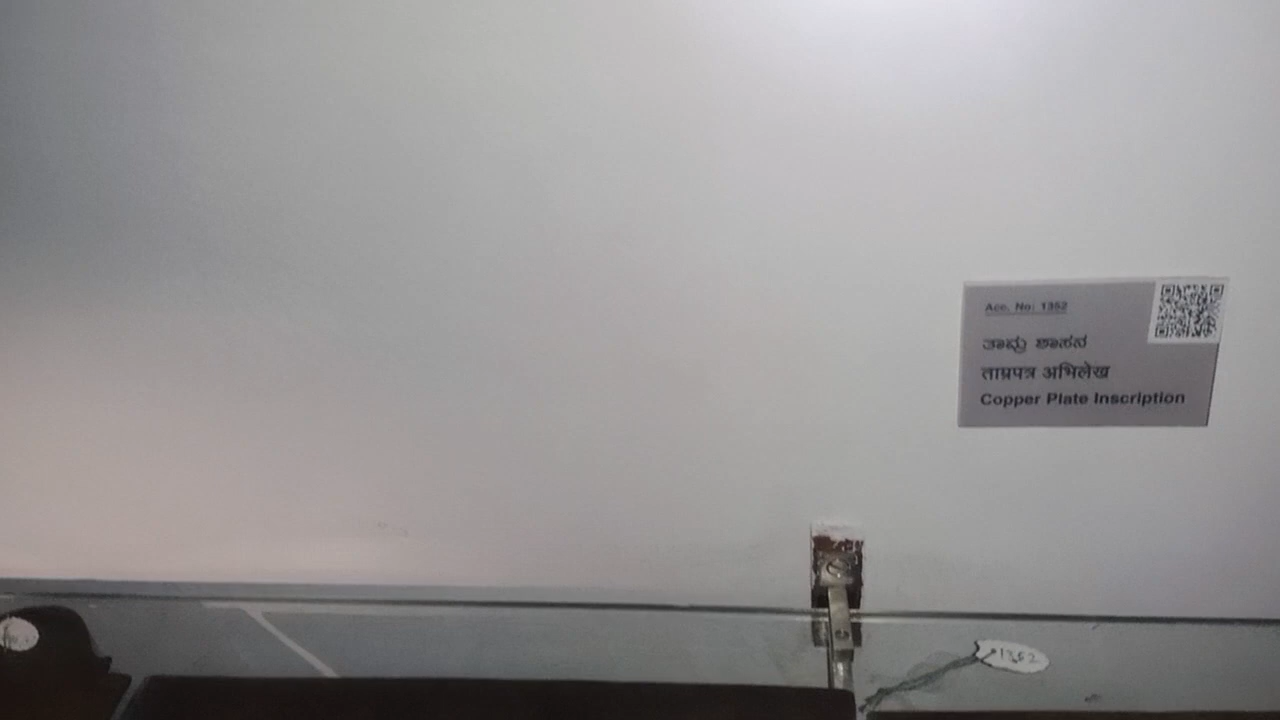 Acc. No: 1352
ತಾಮ್ರ ಶಾಸನ
ताम्रपत्र अभिलेख
Copper Plate Inscription
1352